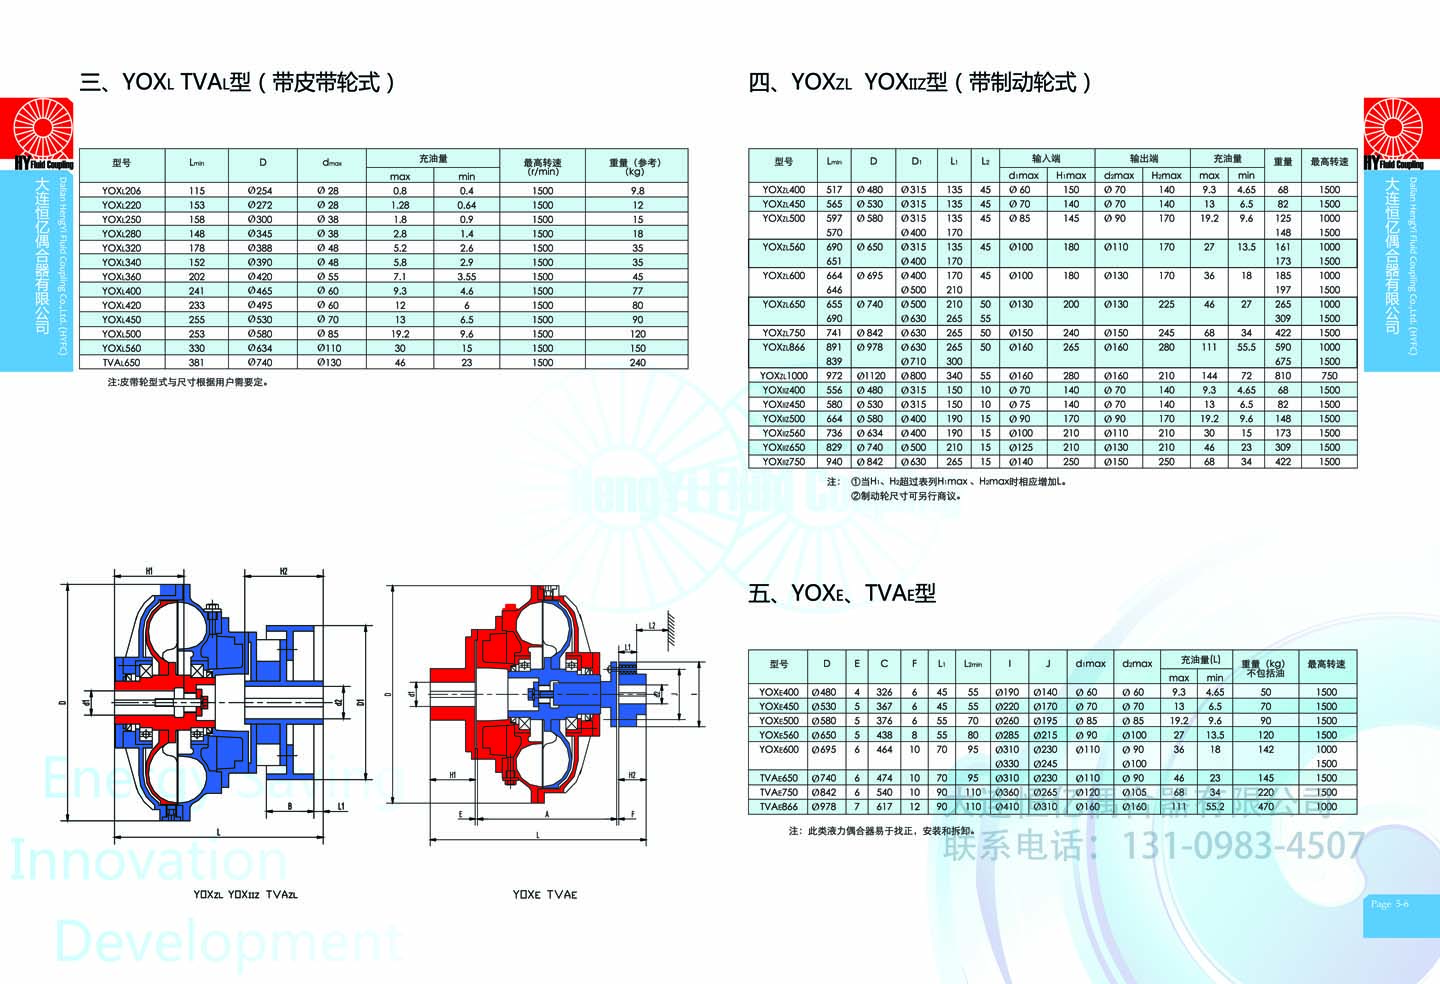 三、YOXL TVAL型（带皮带轮式）
HY Fluid Coupling
大连恒亿偶合器有限公司
Dalian HengYi Fluid Coupling Co.,Ltd. (HYFC)
型号 Lmin D dmax 充油量 最高转速 (r/min) 重量（参考） (kg)
max min
YOXL206 115 Ø254 Ø 28 0.8 0.4 1500 9.8
YOXL220 153 Ø272 Ø 28 1.28 0.64 1500 12
YOXL250 158 Ø300 Ø 38 1.8 0.9 1500 15
YOXL280 148 Ø345 Ø 38 2.8 1.4 1500 18
YOXL320 178 Ø388 Ø 48 5.2 2.6 1500 35
YOXL340 152 Ø390 Ø 48 5.8 2.9 1500 35
YOXL360 202 Ø420 Ø 55 7.1 3.55 1500 45
YOXL400 241 Ø465 Ø 60 9.3 4.6 1500 77
YOXL420 233 Ø495 Ø 60 12 6 1500 80
YOXL450 255 Ø530 Ø 70 13 6.5 1500 90
YOXL500 253 Ø580 Ø 85 19.2 9.6 1500 120
YOXL560 330 Ø634 Ø110 30 15 1500 150
TVAL650 381 Ø740 Ø130 46 23 1500 240
注:皮带轮型式与尺寸根据用户需要定。
四、YOXZL YOXIIZ型（带制动轮式）
HY Fluid Coupling
大连恒亿偶合器有限公司
Dalian HengYi Fluid Coupling Co.,Ltd. (HYFC)
型号 Lmin D D1 L1 L2 输入端 输出端 充油量 重量 最高转速
d1max H1max d2max H2max max min
YOXZL400 517 Ø 480 Ø315 135 45 Ø 60 150 Ø 70 140 9.3 4.65 68 1500
YOXZL450 565 Ø 530 Ø315 135 45 Ø 70 140 Ø 70 140 13 6.5 82 1500
YOXZL500 597 Ø 580 Ø315 135 45 Ø 85 145 Ø 90 170 19.2 9.6 125 1000
570 Ø400 170 148 1500
YOXZL560 690 Ø 650 Ø315 135 45 Ø100 180 Ø110 170 27 13.5 161 1000
651 Ø400 170 173 1500
YOXZL600 664 Ø 695 Ø400 170 45 Ø100 180 Ø130 170 36 18 185 1000
646 Ø500 210 197 1500
YOXZL650 655 Ø 740 Ø500 210 50 Ø130 200 Ø130 225 46 27 265 1000
690 Ø630 265 55 309 1500
YOXZL750 741 Ø 842 Ø630 265 50 Ø150 240 Ø150 245 68 34 422 1500
YOXZL866 891 Ø 978 Ø630 265 50 Ø160 265 Ø160 280 111 55.5 590 1000
839 Ø710 300 675 1500
YOXZL1000 972 Ø1120 Ø800 340 55 Ø160 280 Ø160 210 144 72 810 750
YOXIIZ400 556 Ø 480 Ø315 150 10 Ø 70 140 Ø 70 140 9.3 4.65 68 1500
YOXIIZ450 580 Ø 530 Ø315 150 10 Ø 75 140 Ø 70 140 13 6.5 82 1500
YOXIIZ500 664 Ø 580 Ø400 190 15 Ø 90 170 Ø 90 170 19.2 9.6 148 1500
YOXIIZ560 736 Ø 634 Ø400 190 15 Ø100 210 Ø110 210 30 15 173 1500
YOXIIZ650 829 Ø 740 Ø500 210 15 Ø125 210 Ø130 210 46 23 309 1500
YOXIIZ750 940 Ø 842 Ø630 265 15 Ø140 250 Ø150 250 68 34 422 1500
注： ①当H1、H2超过表列H1max 、H2max时相应增加L。
②制动轮尺寸可另行商议。
HengYi Fluid Coupling
H1 H2
D d1 d2 D1
B L1
L
YOXZL YOXIIZ TVAZL
L2
L1
D d1 d2 J I
H1 H2
E A F
L
YOXE TVAE
Energy Saving
Innovation
Development
五、YOXE、TVAE型
型号 D E C F L1 L2min I J d1max d2max 充油量(L) 重量（kg） 不包括油 最高转速
max min
YOXE400 Ø480 4 326 6 45 55 Ø190 Ø140 Ø 60 Ø 60 9.3 4.65 50 1500
YOXE450 Ø530 5 367 6 45 55 Ø220 Ø170 Ø 70 Ø 70 13 6.5 70 1500
YOXE500 Ø580 5 376 6 55 70 Ø260 Ø195 Ø 85 Ø 85 19.2 9.6 90 1500
YOXE560 Ø650 5 438 8 55 80 Ø285 Ø215 Ø 90 Ø100 27 13.5 120 1500
YOXE600 Ø695 6 464 10 70 95 Ø310 Ø230 Ø110 Ø 90 36 18 142 1000
Ø330 Ø245 Ø100 1500
TVAE650 Ø740 6 474 10 70 95 Ø310 Ø230 Ø110 Ø 90 46 23 145 1500
TVAE750 Ø842 6 540 10 90 110 Ø360 Ø265 Ø120 Ø105 68 34 220 1500
TVAE866 Ø978 7 617 12 90 110 Ø410 Ø310 Ø160 Ø160 111 55.2 470 1000
注：此类液力偶合器易于找正，安装和拆卸。
大连恒亿偶合器有限公司
联系电话：131-0983-4507
Page 5-6